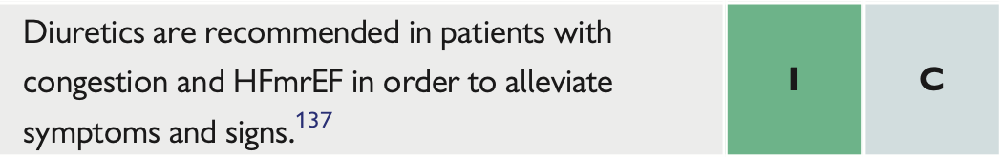 Diuretics are recommended in patients with
congestion and HFmrEF in order to alleviate
symptoms and signs.137
I
C